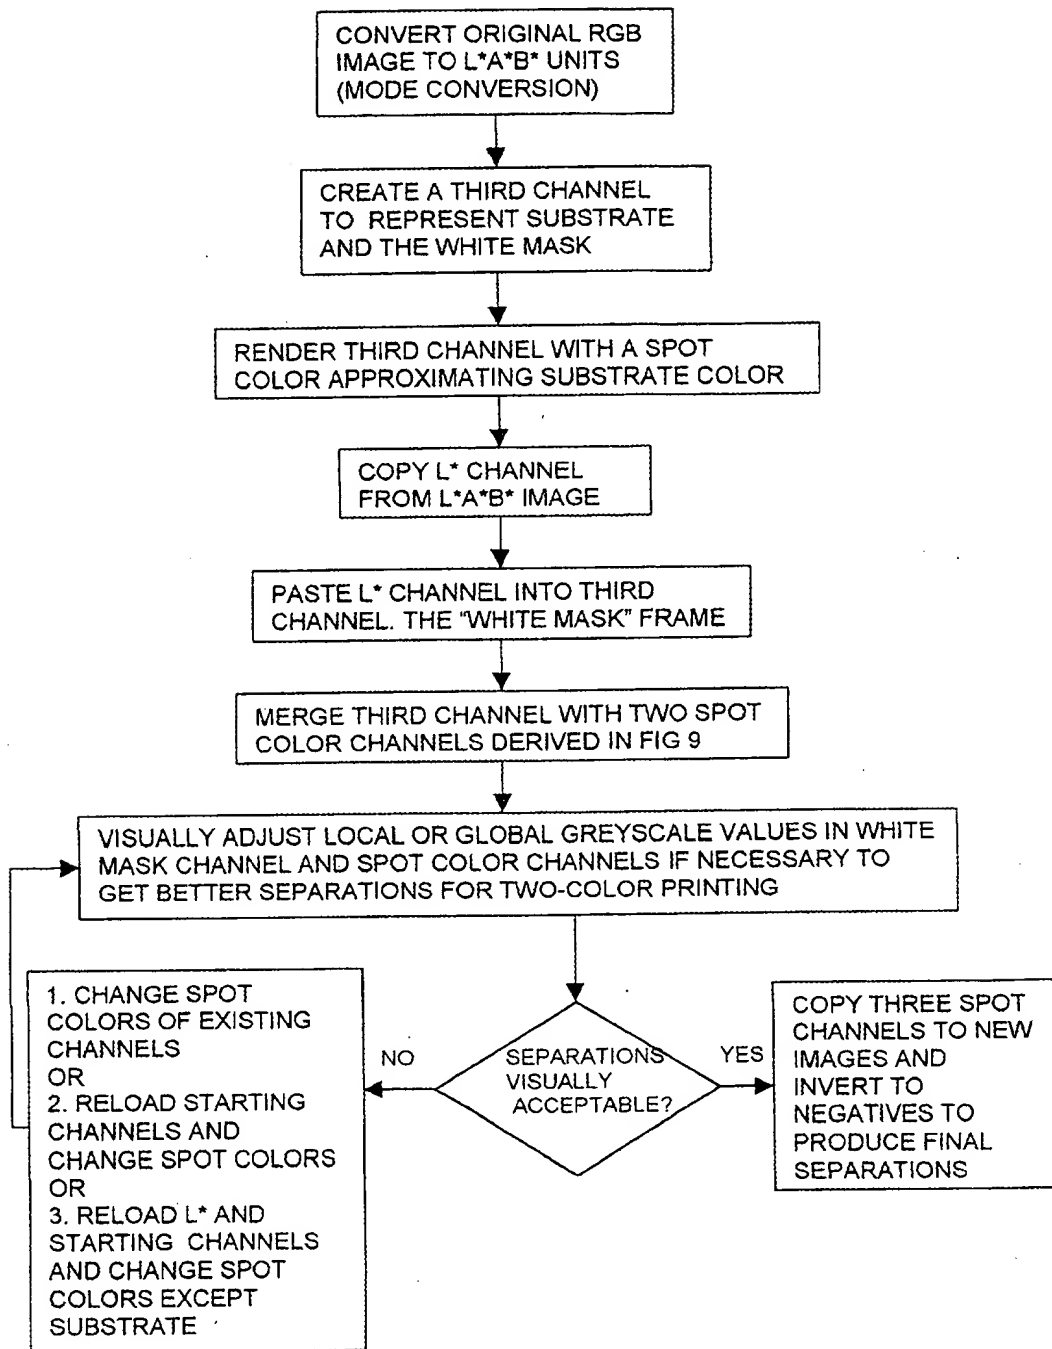 CONVERT ORIGINAL RGB
IMAGE TO L*A*B* UNITS
(MODE CONVERSION)
CREATE A THIRD CHANNEL
TO REPRESENT SUBSTRATE
AND THE WHITE MASK
RENDER THIRD CHANNEL WITH A SPOT
COLOR APPROXIMATING SUBSTRATE COLOR
COPY L* CHANNEL
FROM L*A*B* IMAGE
PASTE L* CHANNEL INTO THIRD
CHANNEL. THE "WHITE MASK" FRAME
MERGE THIRD CHANNEL WITH TWO SPOT
COLOR CHANNELS DERIVED IN FIG 9
VISUALLY ADJUST LOCAL OR GLOBAL GREYSCALE VALUES IN WHITE
MASK CHANNEL AND SPOT COLOR CHANNELS IF NECESSARY TO
GET BETTER SEPARATIONS FOR TWO-COLOR PRINTING
SEPARATIONS
VISUALLY
ACCEPTABLE?
NO
1. CHANGE SPOT
COLORS OF EXISTING
CHANNELS
OR
2. RELOAD STARTING
CHANNELS AND
CHANGE SPOT COLORS
OR
3. RELOAD L* AND
STARTING CHANNELS
AND CHANGE SPOT
COLORS EXCEPT
SUBSTRATE
YES
COPY THREE SPOT
CHANNELS TO NEW
IMAGES AND
INVERT TO
NEGATIVES TO
PRODUCE FINAL
SEPARATIONS